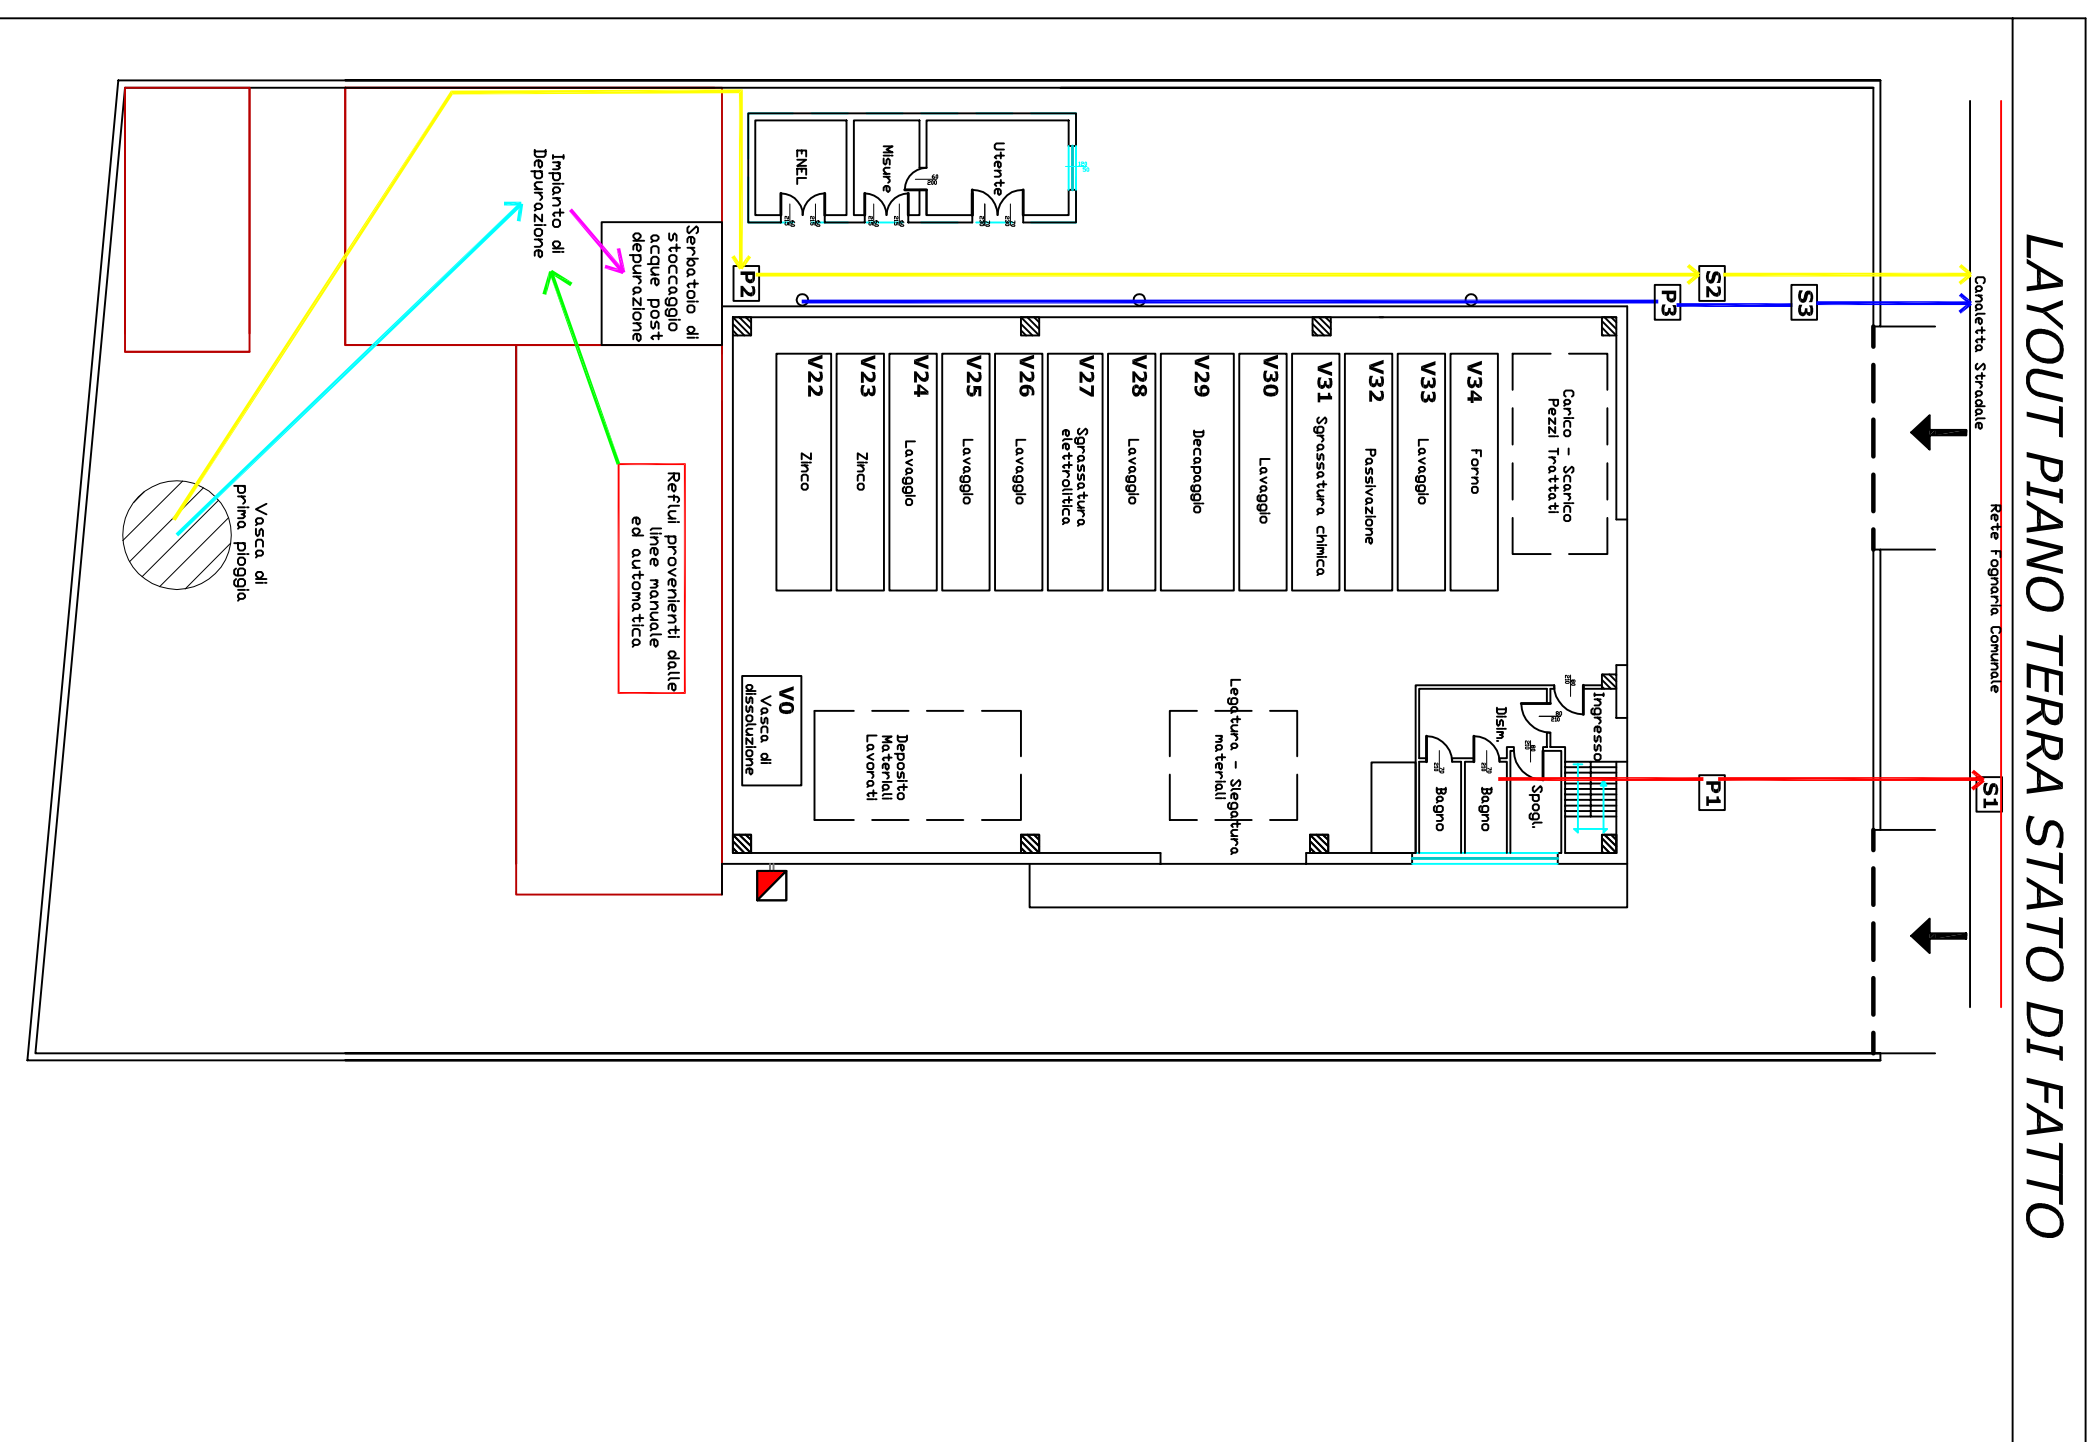 LAYOUT PIANO TERRA STATO DI FATTO
Canaletta Stradale
Rete Fognaria Comunale
S1
S2
S3
P1
P2
P3
ENEL
Misure
Utente
Impianto di
Depurazione
Serbatoio di
stoccaggio
acque post
depurazione
Reflui provenienti dalle
linee manuale
ed automatica
Vasca di
prima pioggia
Carico - Scarico
Pezzi Trattati
V34
Forno
V33
Lavaggio
V32
Passivazione
V31
Sgrassatura chimica
V30
Lavaggio
V29
Decapaggio
V28
Lavaggio
V27
Sgrassatura
elettrolitica
V26
Lavaggio
V25
Lavaggio
V24
Lavaggio
V23
Zinco
V22
Zinco
Ingresso
Disim.
Spogl.
Bagno
Bagno
Legatura - Slegatura
materiali
Deposito
Materiali
Lavorati
V0
Vasca di
dissoluzione